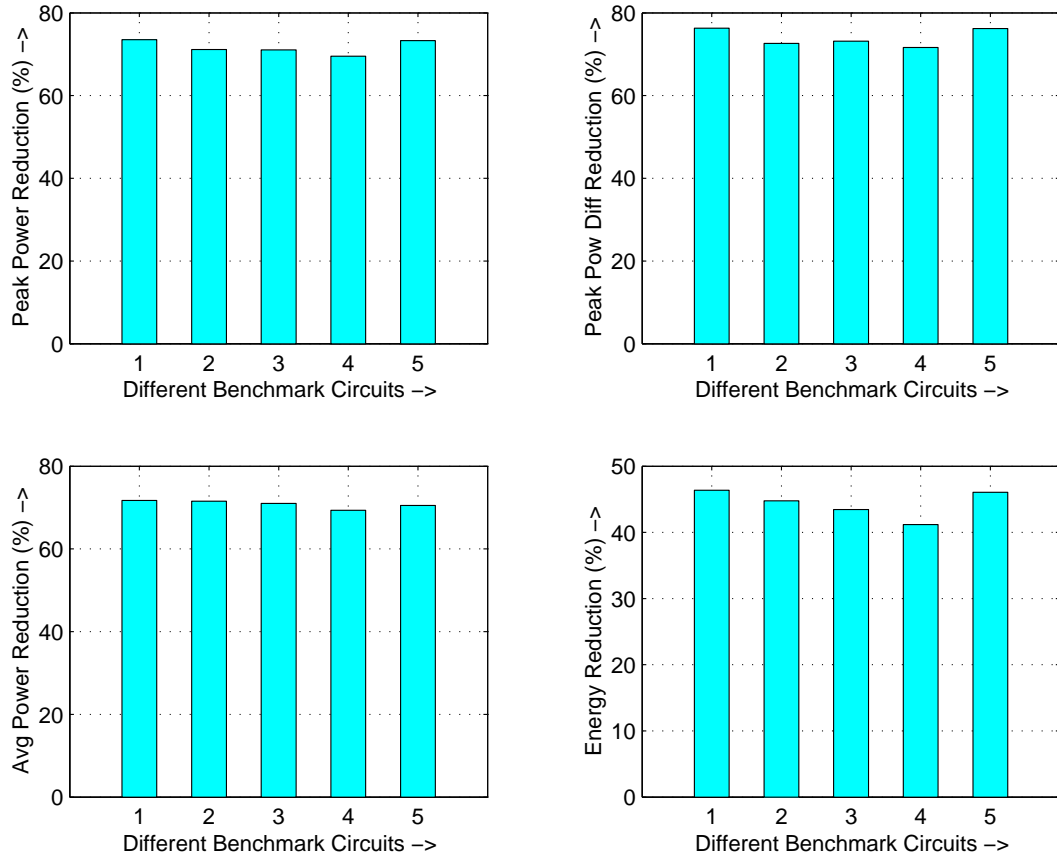 80
60
40
20
0
Peak Power Reduction (%) −>
1 2 3 4 5
Different Benchmark Circuits −>
80
60
40
20
0
Peak Pow Diff Reduction (%) −>
1 2 3 4 5
Different Benchmark Circuits −>
80
60
40
20
0
Avg Power Reduction (%) −>
1 2 3 4 5
Different Benchmark Circuits −>
50
40
30
20
10
0
Energy Reduction (%) −>
1 2 3 4 5
Different Benchmark Circuits −>